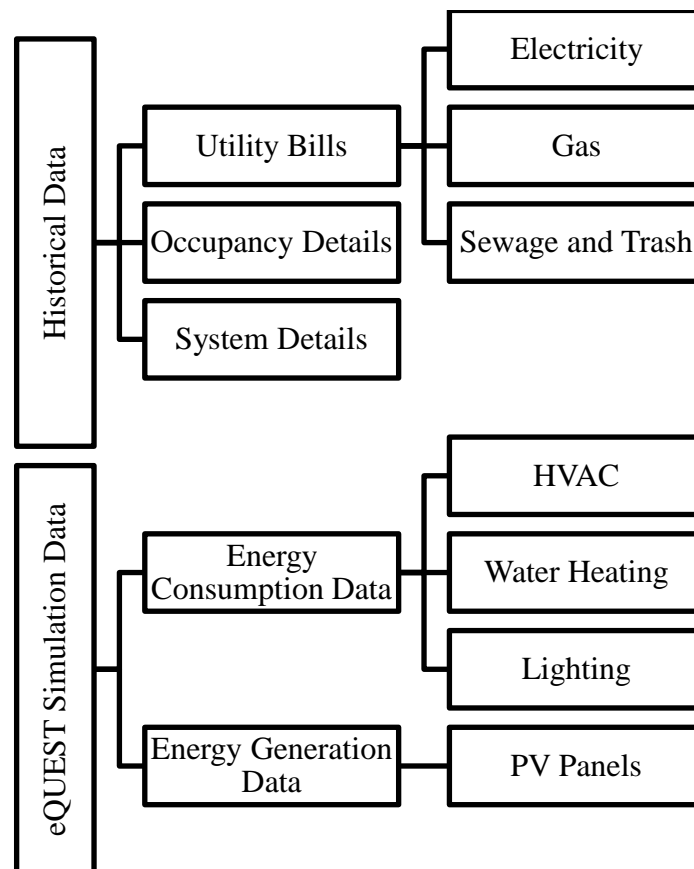 Historical Data
Utility Bills
Electricity
Gas
Sewage and Trash
Occupancy Details
System Details
eQUEST Simulation Data
Energy
Consumption Data
HVAC
Water Heating
Lighting
Energy Generation
Data
PV Panels